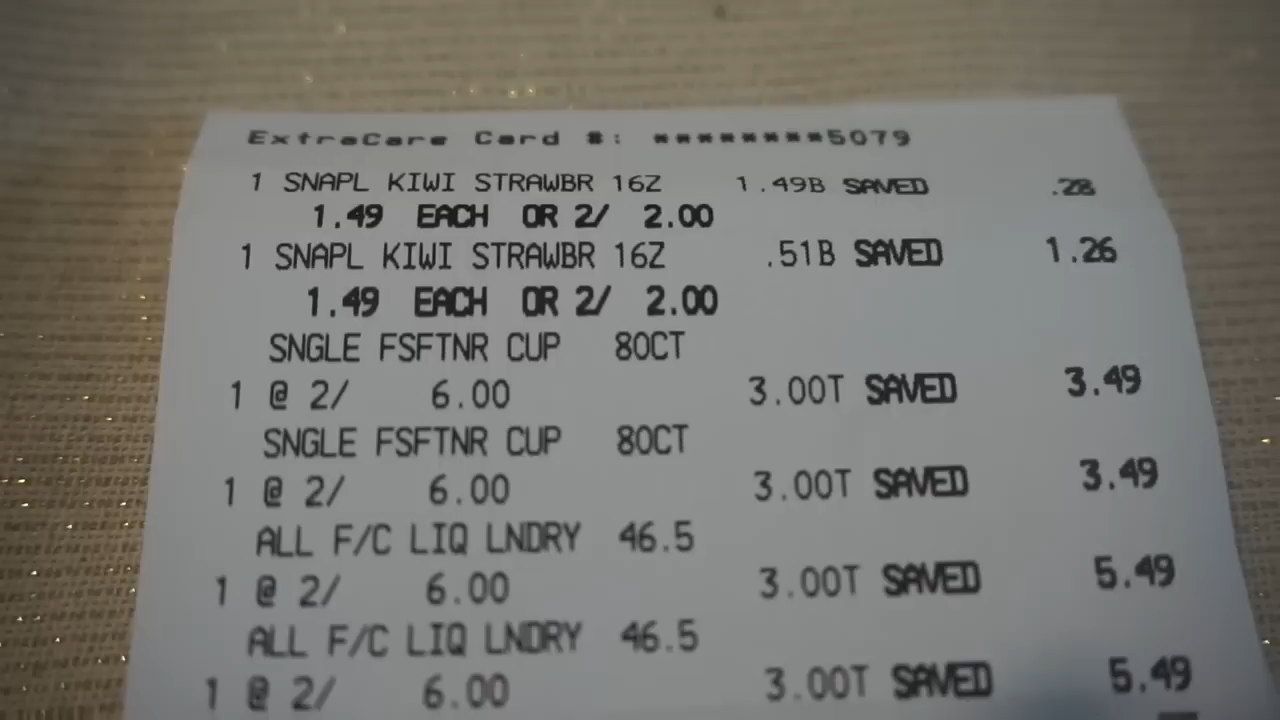 ExtraCare Card #: ********5079
1 SNAPL KIWI STRAWBR 16Z 1.49B SAVED .28
1.49 EACH OR 2/ 2.00
1 SNAPL KIWI STRAWBR 16Z .51B SAVED 1.26
1.49 EACH OR 2/ 2.00
SNGLE FSFTNR CUP 80CT
1 @ 2/ 6.00 3.00T SAVED 3.49
SNGLE FSFTNR CUP 80CT
1 @ 2/ 6.00 3.00T SAVED 3.49
ALL F/C LIQ LNDRY 46.5
1 @ 2/ 6.00 3.00T SAVED 5.49
ALL F/C LIQ LNDRY 46.5
1 @ 2/ 6.00 3.00T SAVED 5.49